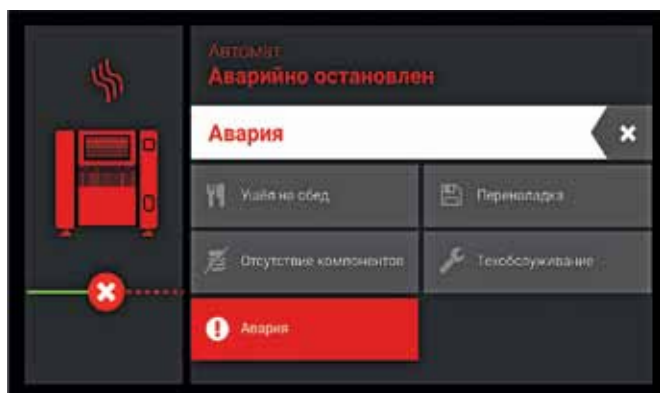 Автомат
Аварийно остановлен
Авария
Ушёл на обед
Переналадка
Отсутствие компонентов
Техобслуживание
Авария